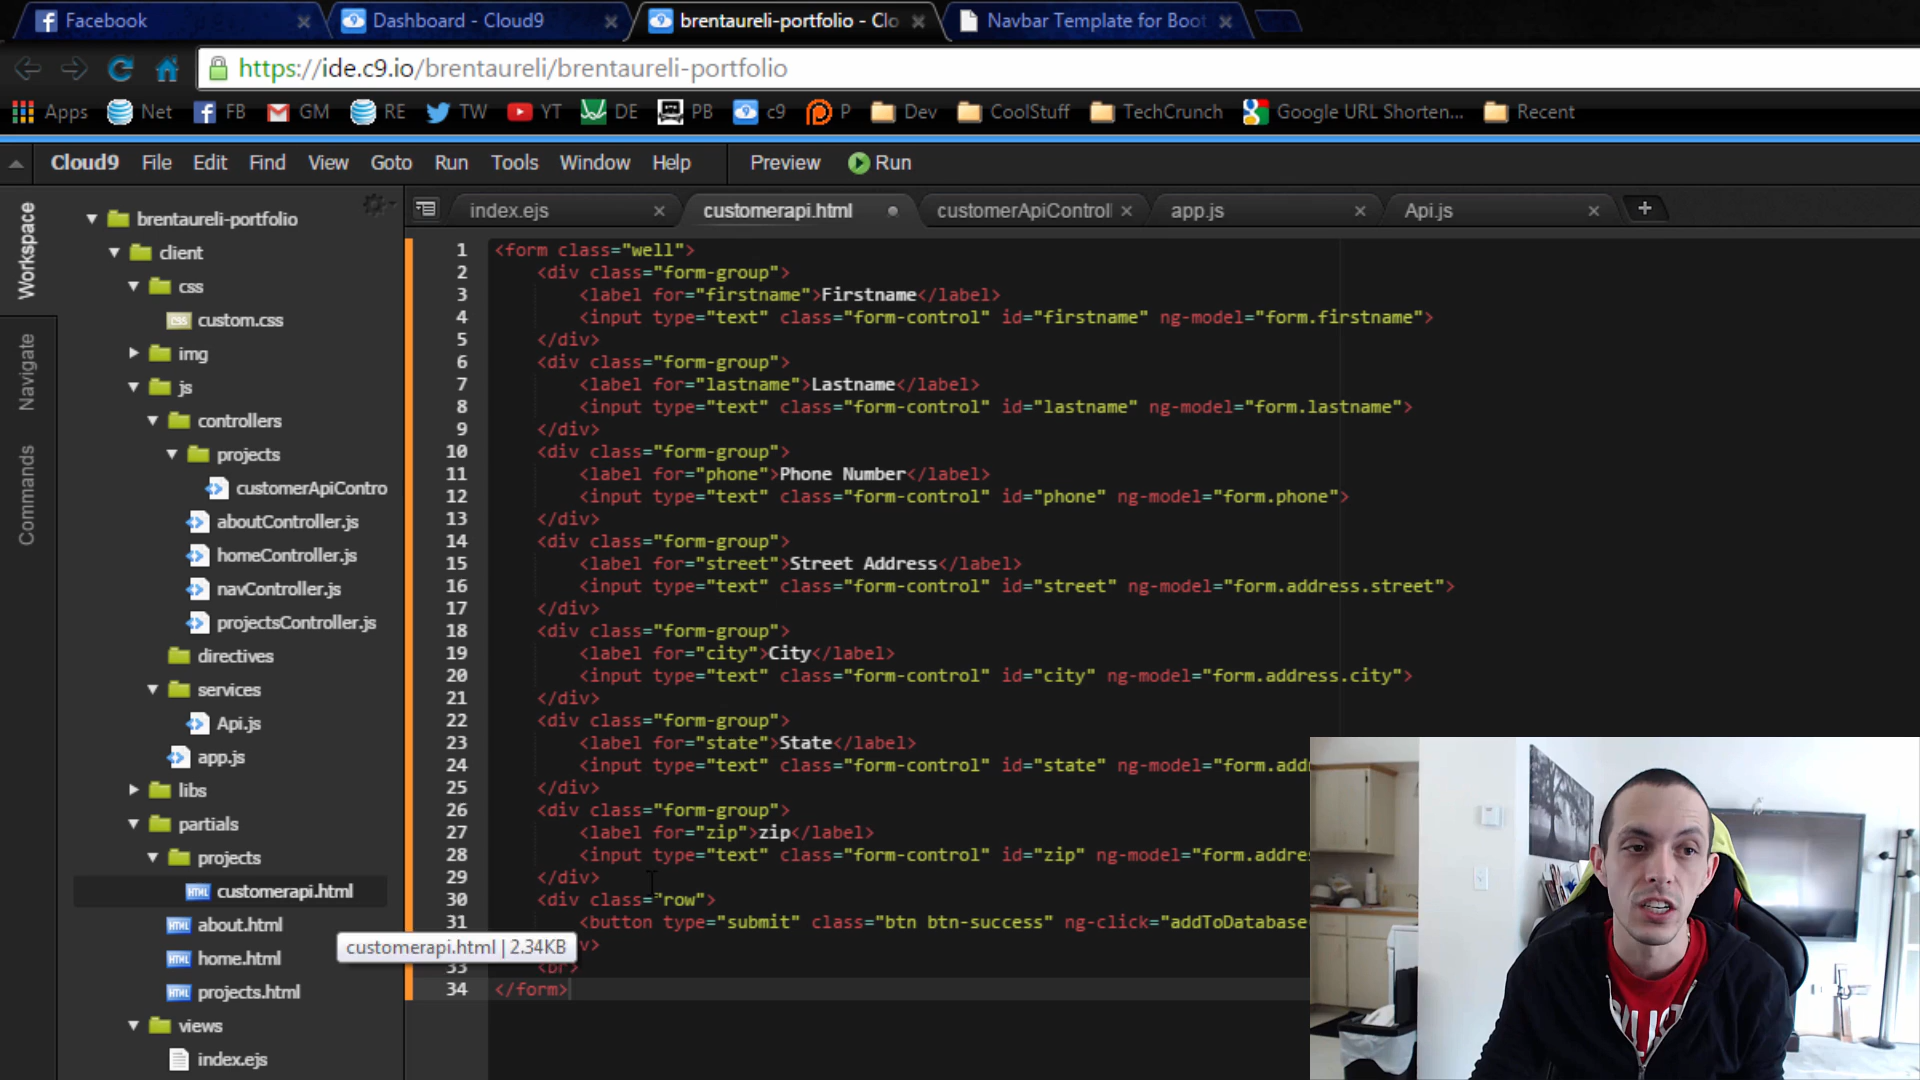 Facebook
Dashboard - Cloud9
brentaureli-portfolio - Clo
Navbar Template for Boot
https://ide.c9.io/brentaureli/brentaureli-portfolio
Apps Net FB GM RE TW YT DE PB c9 P Dev CoolStuff TechCrunch Google URL Shorten... Recent
Cloud9 File Edit Find View Goto Run Tools Window Help Preview Run
Workspace
Navigate
Commands
brentaureli-portfolio
client
css
custom.css
img
js
controllers
projects
customerApiContro
aboutController.js
homeController.js
navController.js
projectsController.js
directives
services
Api.js
app.js
libs
partials
projects
customerapi.html
about.html
home.html
projects.html
views
index.ejs
customerapi.html | 2.34KB
index.ejs customerapi.html customerApiControll app.js Api.js
1 <form class="well">
2 <div class="form-group">
3 <label for="firstname">Firstname</label>
4 <input type="text" class="form-control" id="firstname" ng-model="form.firstname">
5 </div>
6 <div class="form-group">
7 <label for="lastname">Lastname</label>
8 <input type="text" class="form-control" id="lastname" ng-model="form.lastname">
9 </div>
10 <div class="form-group">
11 <label for="phone">Phone Number</label>
12 <input type="text" class="form-control" id="phone" ng-model="form.phone">
13 </div>
14 <div class="form-group">
15 <label for="street">Street Address</label>
16 <input type="text" class="form-control" id="street" ng-model="form.address.street">
17 </div>
18 <div class="form-group">
19 <label for="city">City</label>
20 <input type="text" class="form-control" id="city" ng-model="form.address.city">
21 </div>
22 <div class="form-group">
23 <label for="state">State</label>
24 <input type="text" class="form-control" id="state" ng-model="form.add
25 </div>
26 <div class="form-group">
27 <label for="zip">zip</label>
28 <input type="text" class="form-control" id="zip" ng-model="form.addre
29 </div>
30 <div class="row">
31 <button type="submit" class="btn btn-success" ng-click="addToDatabase
v>
33 <br>
34 </form>